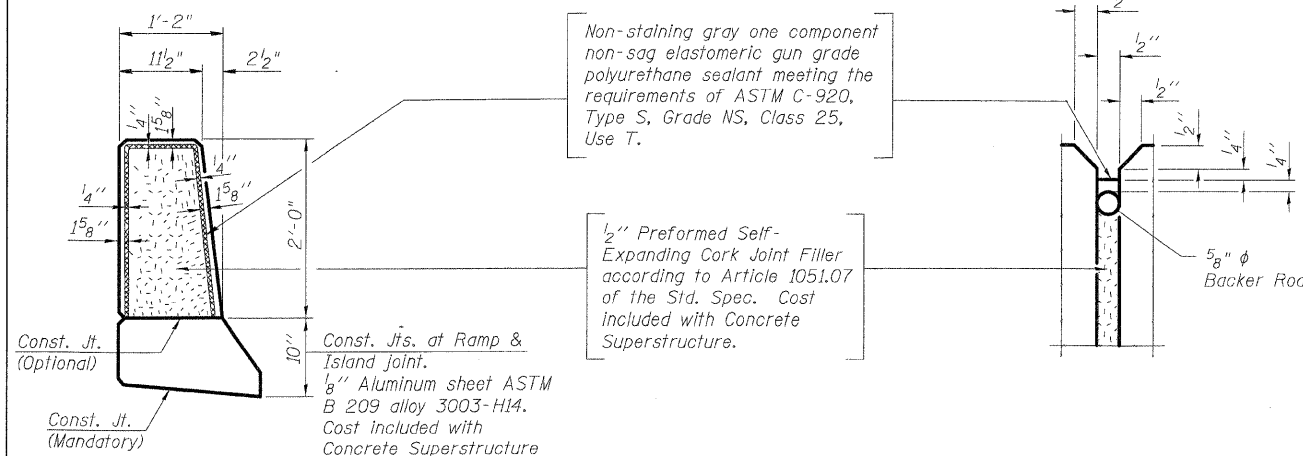 1'-2"
11½"
2½"
¼"
1⅝"
¼"
1⅝"
¼"
1⅝"
2'-0"
10"
Const. Jt.
(Optional)
Const. Jt.
(Mandatory)
Const. Jts. at Ramp &
Island joint.
⅛" Aluminum sheet ASTM
B 209 alloy 3003-H14.
Cost included with
Concrete Superstructure
Non-staining gray one component
non-sag elastomeric gun grade
polyurethane sealant meeting the
requirements of ASTM C-920,
Type S, Grade NS, Class 25,
Use T.
½" Preformed Self-
Expanding Cork Joint Filler
according to Article 1051.07
of the Std. Spec. Cost
included with Concrete
Superstructure.
½"
½"
½"
¼"
¼"
⅝" φ
Backer Rod